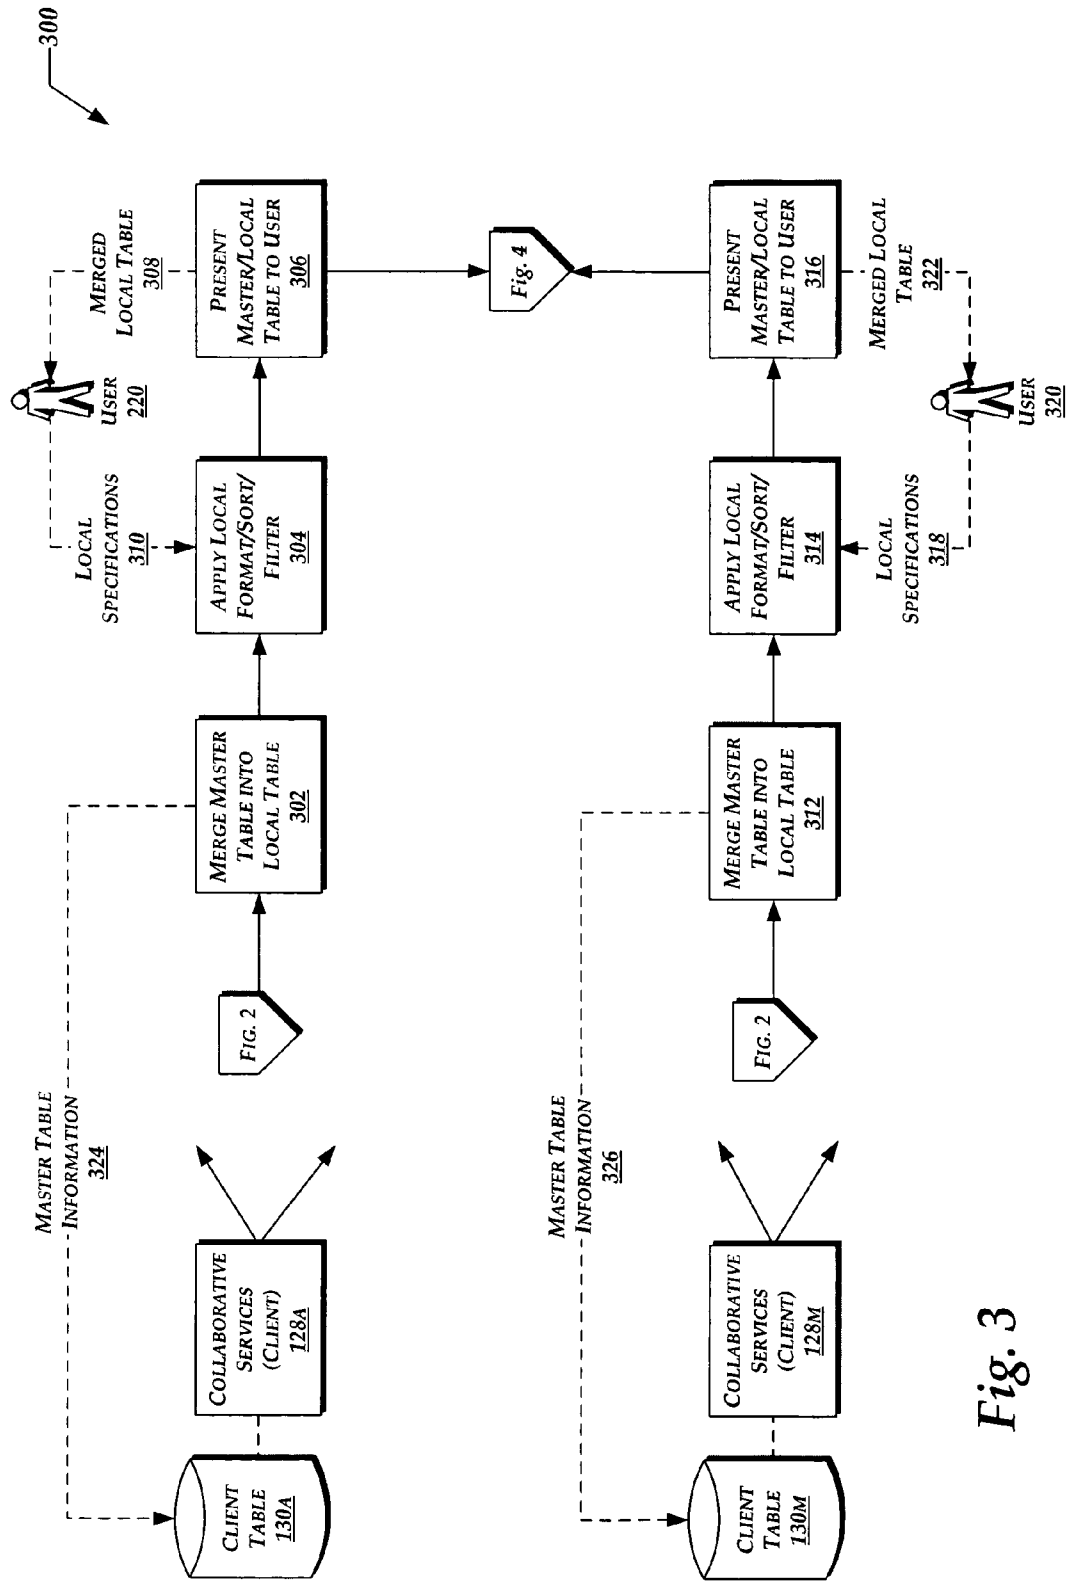 300
MASTER TABLE
INFORMATION
324
CLIENT
TABLE
130A
COLLABORATIVE
SERVICES
(CLIENT)
128A
FIG. 2
MERGE MASTER
TABLE INTO
LOCAL TABLE
302
LOCAL
SPECIFICATIONS
310
APPLY LOCAL
FORMAT/SORT/
FILTER
304
USER
220
MERGED
LOCAL TABLE
308
PRESENT
MASTER/LOCAL
TABLE TO USER
306
Fig. 4
MASTER TABLE
INFORMATION
326
CLIENT
TABLE
130M
COLLABORATIVE
SERVICES
(CLIENT)
128M
FIG. 2
MERGE MASTER
TABLE INTO
LOCAL TABLE
312
APPLY LOCAL
FORMAT/SORT/
FILTER
314
LOCAL
SPECIFICATIONS
318
PRESENT
MASTER/LOCAL
TABLE TO USER
316
MERGED LOCAL
TABLE
322
USER
320
Fig. 3